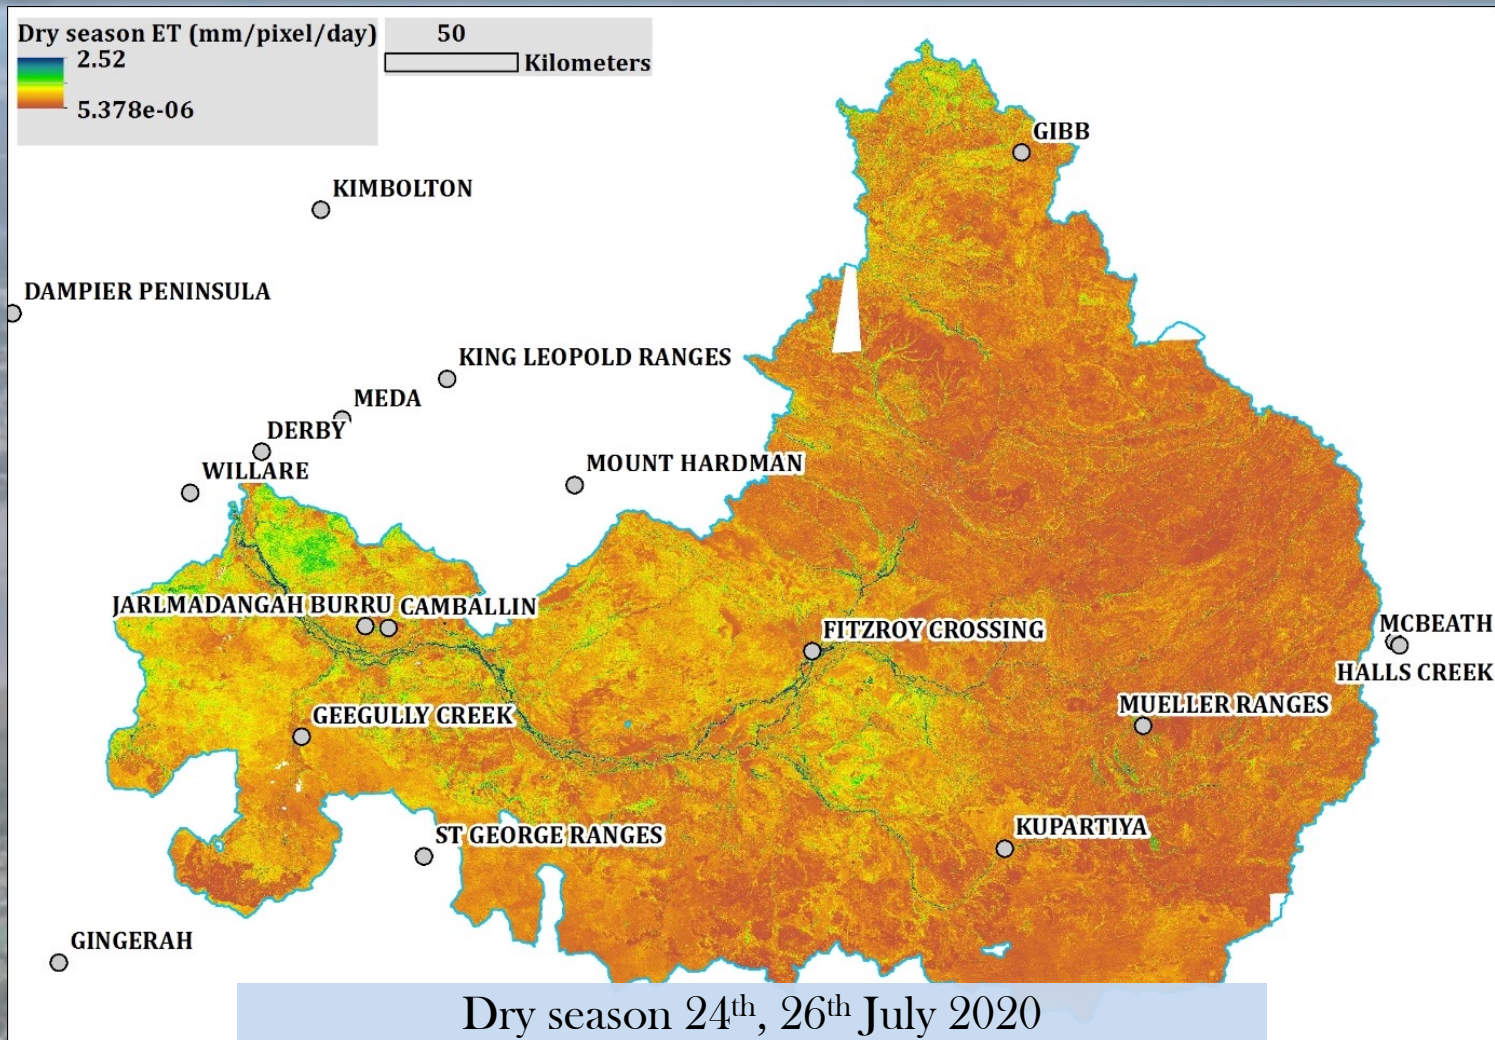 Dry season ET (mm/pixel/day)
2.52
5.378e-06
50
Kilometers
GIBB
KIMBOLTON
DAMPIER PENINSULA
KING LEOPOLD RANGES
MEDA
DERBY
WILLARE
MOUNT HARDMAN
JARLMADANGAH BURRU
CAMBALLIN
FITZROY CROSSING
MCBEATH
HALLS CREEK
MUELLER RANGES
GEEGULLY CREEK
KUPARTIYA
ST GEORGE RANGES
GINGERAH
Dry season 24th, 26th July 2020